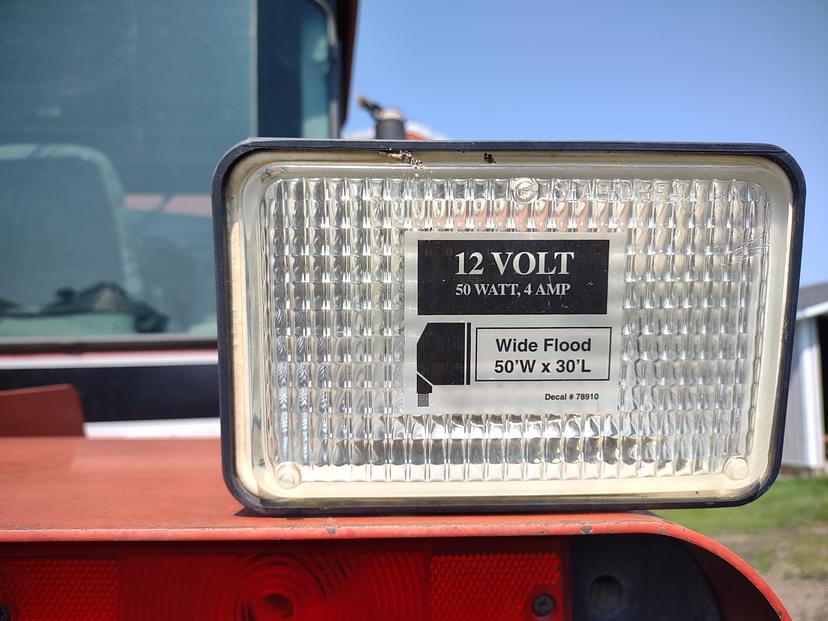 12 VOLT
50 WATT, 4 AMP
Wide Flood
50'W x 30'L
Decal # 78910